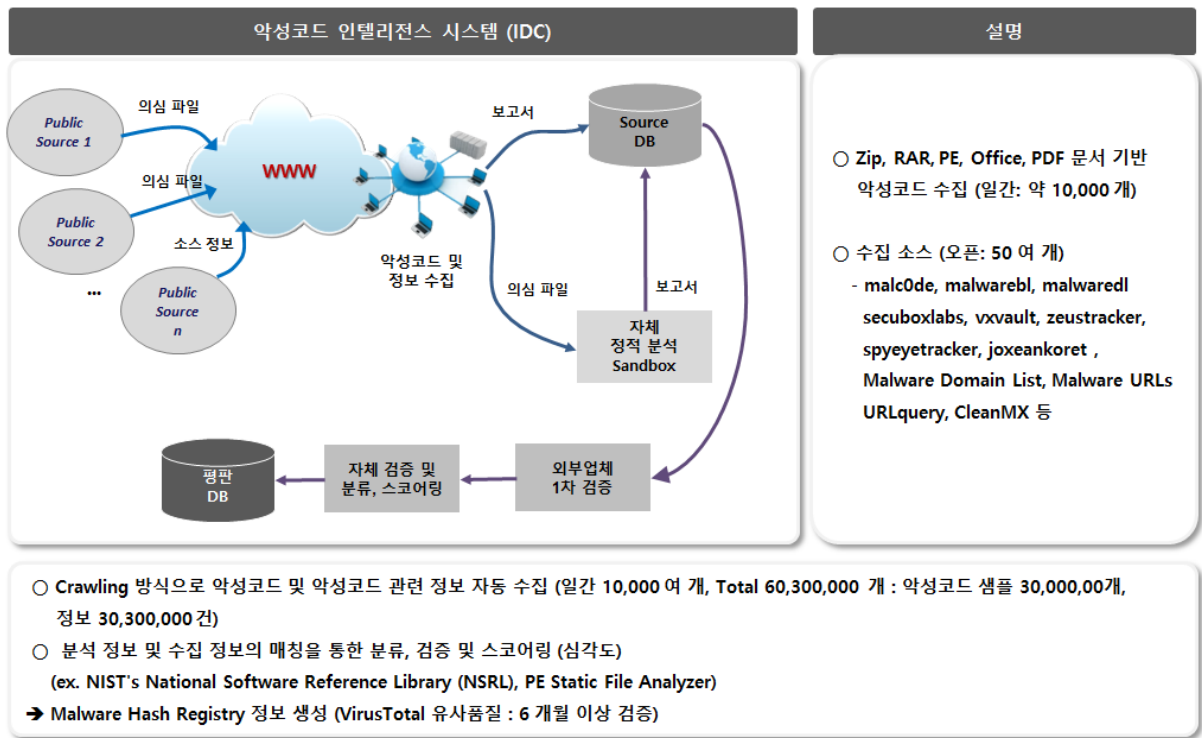 악성코드 인텔리전스 시스템 (IDC)
설명
Public
Source 1
의심 파일
Public
Source 2
의심 파일
...
Public
Source
n
소스 정보
WWW
악성코드 및
정보 수집
보고서
의심 파일
Source
DB
보고서
자체
정적 분석
Sandbox
외부업체
1차 검증
자체 검증 및
분류, 스코어링
평판
DB
○ Zip, RAR, PE, Office, PDF 문서 기반
악성코드 수집 (일간: 약 10,000 개)
○ 수집 소스 (오픈: 50 여 개)
- malc0de, malwarebl, malwaredl
secuboxlabs, vxvault, zeustracker,
spyeyetracker, joxeankoret ,
Malware Domain List, Malware URLs
URLquery, CleanMX 등
○ Crawling 방식으로 악성코드 및 악성코드 관련 정보 자동 수집 (일간 10,000 여 개, Total 60,300,000 개 : 악성코드 샘플 30,000,00개,
정보 30,300,000 건)
○ 분석 정보 및 수집 정보의 매칭을 통한 분류, 검증 및 스코어링 (심각도)
(ex. NIST's National Software Reference Library (NSRL), PE Static File Analyzer)
➔ Malware Hash Registry 정보 생성 (VirusTotal 유사품질 : 6 개월 이상 검증)